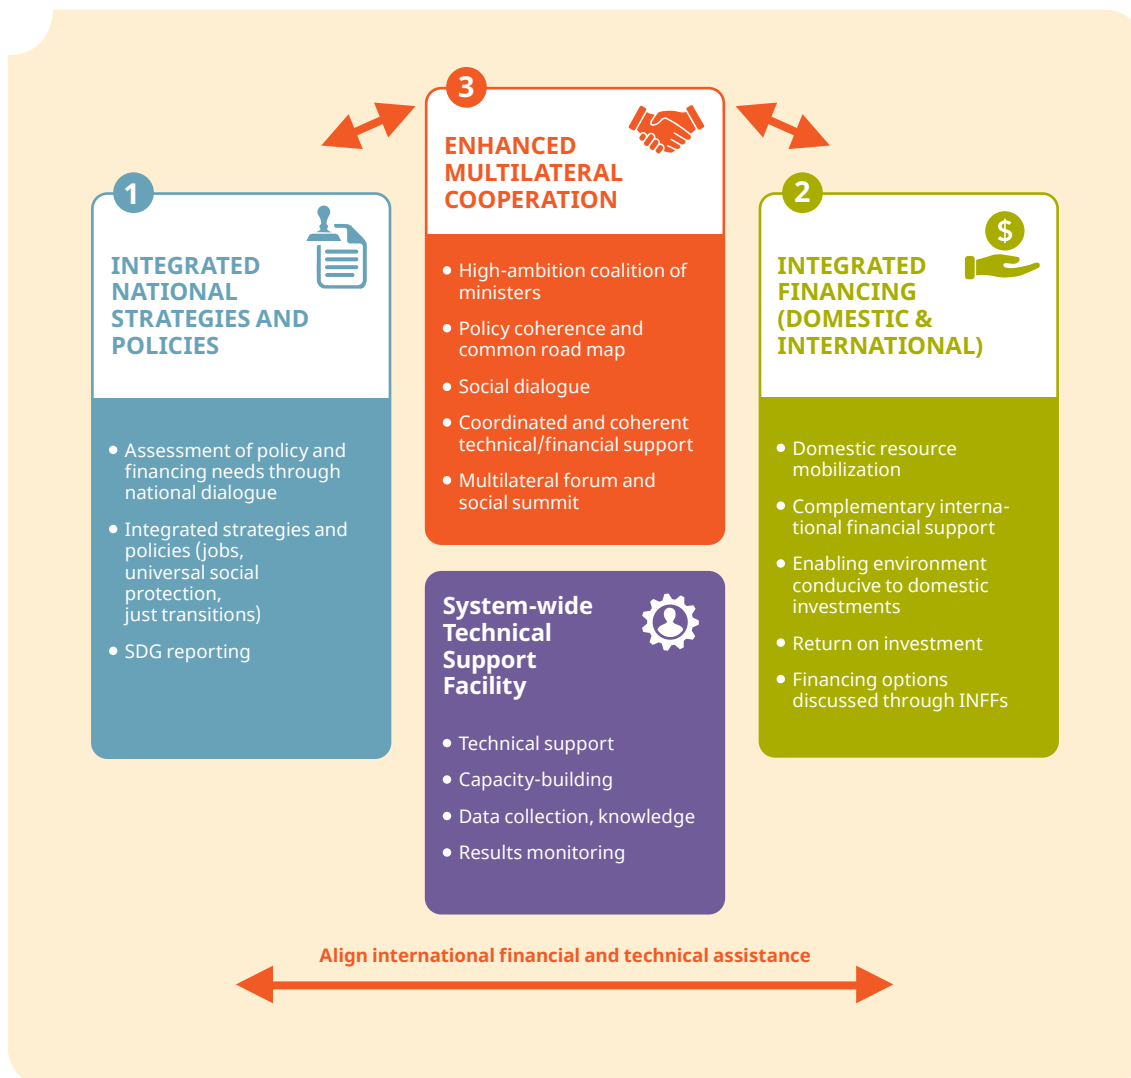 3
ENHANCED
MULTILATERAL
COOPERATION
• High-ambition coalition of
ministers
• Policy coherence and
common road map
• Social dialogue
• Coordinated and coherent
technical/financial support
• Multilateral forum and
social summit
1
INTEGRATED
NATIONAL
STRATEGIES AND
POLICIES
• Assessment of policy and
financing needs through
national dialogue
• Integrated strategies and
policies (jobs,
universal social
protection,
just transitions)
• SDG reporting
2
$
INTEGRATED
FINANCING
(DOMESTIC &
INTERNATIONAL)
• Domestic resource
mobilization
• Complementary interna-
tional financial support
• Enabling environment
conducive to domestic
investments
• Return on investment
• Financing options
discussed through INFFs
System-wide
Technical
Support
Facility
• Technical support
• Capacity-building
• Data collection, knowledge
• Results monitoring
Align international financial and technical assistance